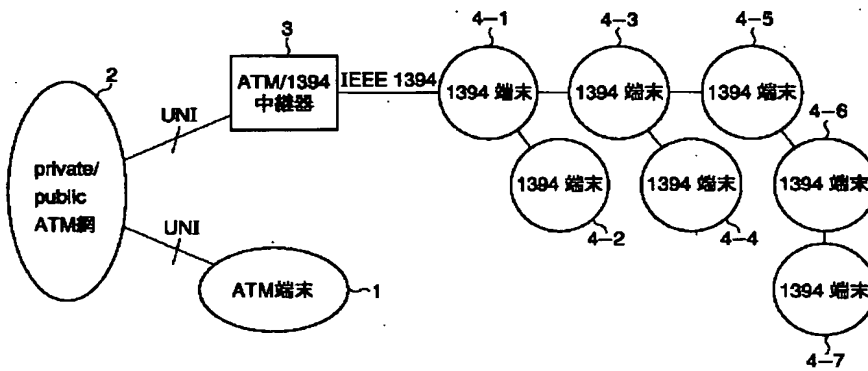 2
private/
public
ATM網
UNI
UNI
3
ATM/1394
中継器
IEEE 1394
ATM端末
1
4-1
1394 端末
4-3
1394 端末
4-5
1394 端末
4-6
1394 端末
1394 端末
4-2
1394 端末
4-4
1394 端末
4-7